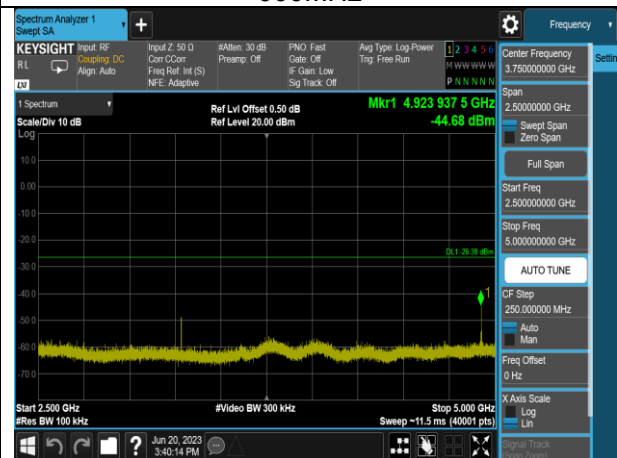 Spectrum Analyzer 1
Swept SA
Frequency
KEYSIGHT
RL
Input: RF
Coupling: DC
Align: Auto
Input Z: 50 Ω
Corr CCorr
Freq Ref: Int (S)
NFE: Adaptive
#Atten: 30 dB
Preamp: Off
PNO: Fast
Gate: Off
IF Gain: Low
Sig Track: Off
Avg Type: Log-Power
Trig: Free Run
1 2 3 4 5 6
M W W W W W
P N N N N N
1 Spectrum
Scale/Div 10 dB
Log
Ref Lvl Offset 0.50 dB
Ref Level 20.00 dBm
Mkr1 4.923 937 5 GHz
-44.68 dBm
10.0
0.00
-10.0
-20.0
-30.0
-40.0
-50.0
-60.0
-70.0
DL1 -26.38 dBm
1
Start 2.500 GHz
#Res BW 100 kHz
#Video BW 300 kHz
Stop 5.000 GHz
Sweep ~11.5 ms (40001 pts)
Center Frequency
3.750000000 GHz
Settin
Span
2.50000000 GHz
Swept Span
Zero Span
Full Span
Start Freq
2.500000000 GHz
Stop Freq
5.000000000 GHz
AUTO TUNE
CF Step
250.000000 MHz
Auto
Man
Freq Offset
0 Hz
X Axis Scale
Log
Lin
Signal Track
(Span Zoom)
Jun 20, 2023
3:40:14 PM